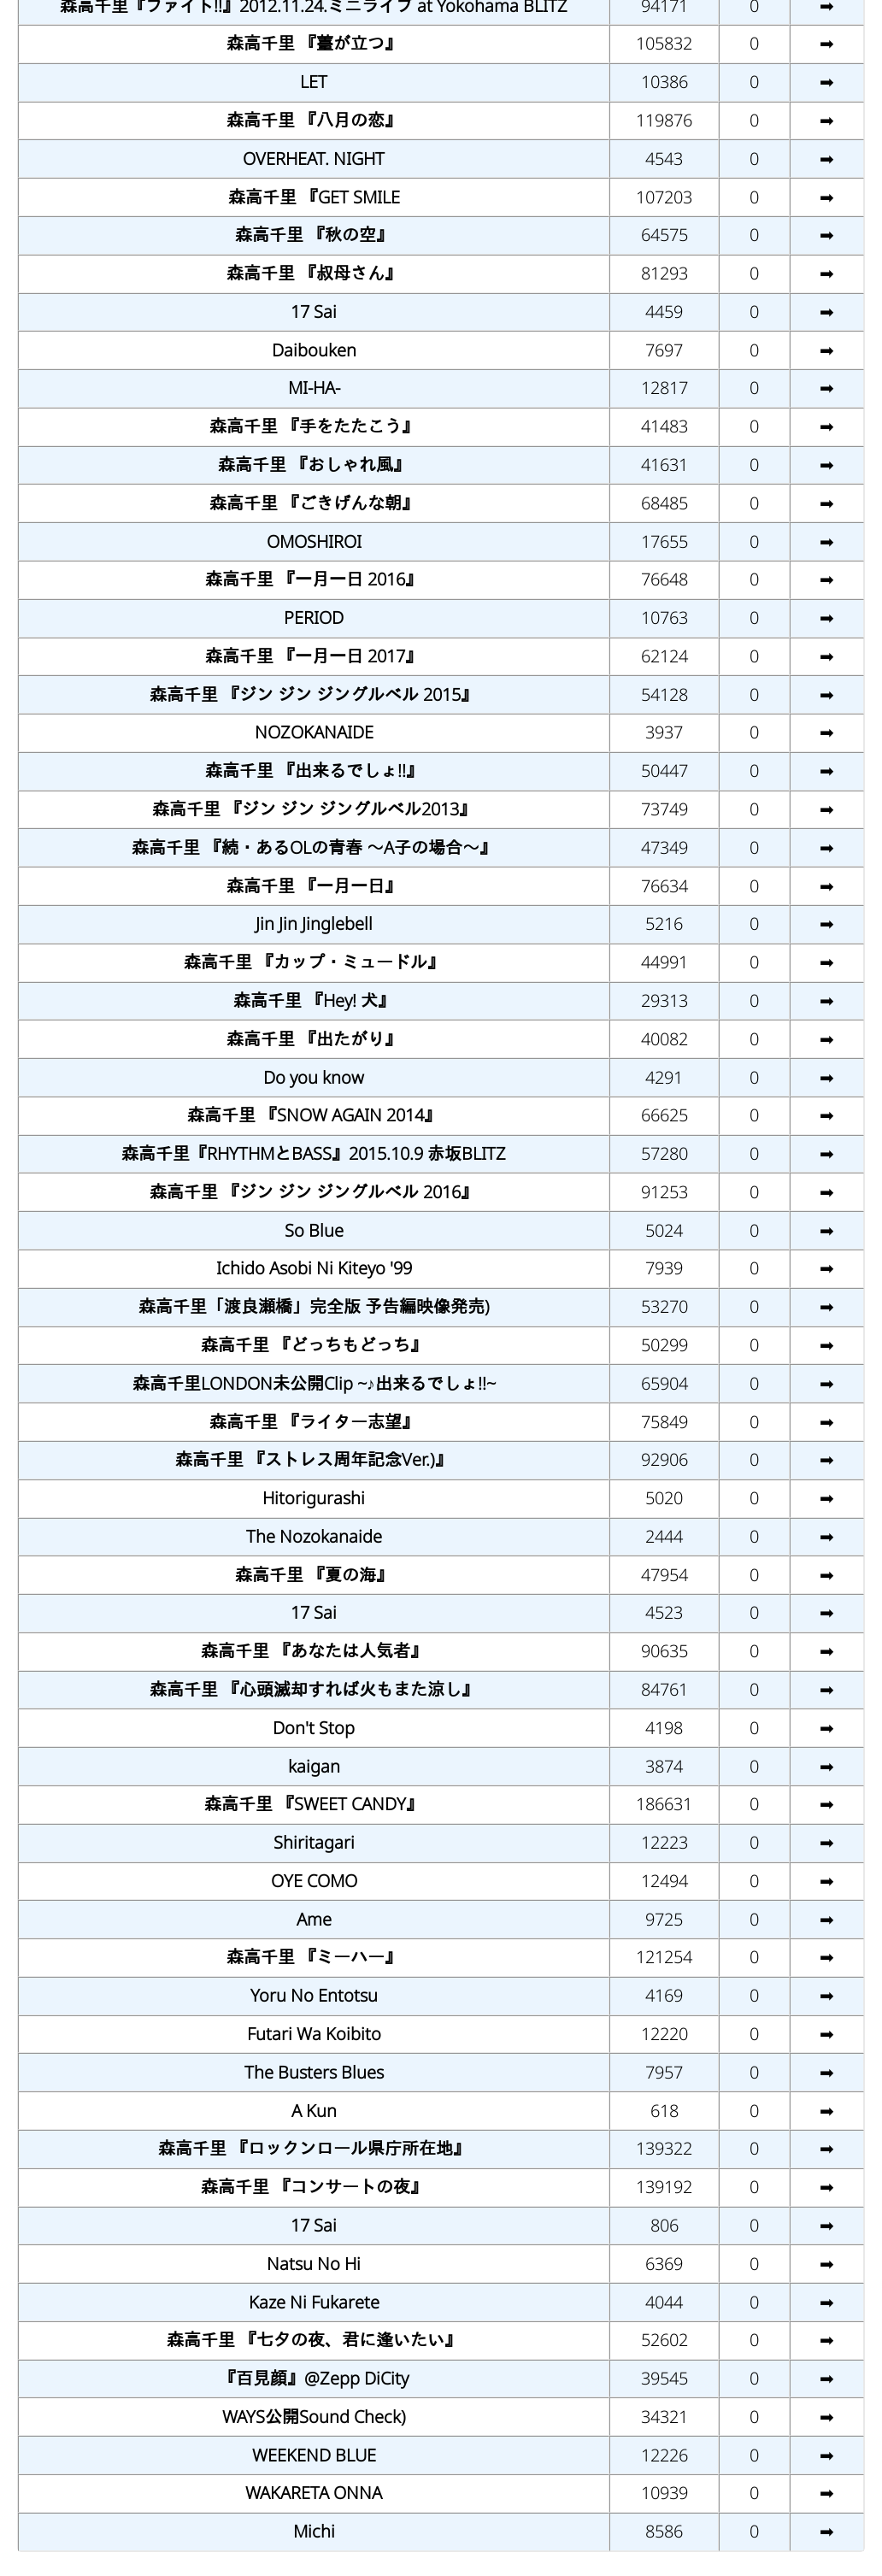 森高千里『ファイト!!』2012.11.24.ミニライブ at Yokohama BLITZ 94171 0 ➡
森高千里 『薹が立つ』 105832 0 ➡
LET 10386 0 ➡
森高千里 『八月の恋』 119876 0 ➡
OVERHEAT. NIGHT 4543 0 ➡
森高千里 『GET SMILE 107203 0 ➡
森高千里 『秋の空』 64575 0 ➡
森高千里 『叔母さん』 81293 0 ➡
17 Sai 4459 0 ➡
Daibouken 7697 0 ➡
MI-HA- 12817 0 ➡
森高千里 『手をたたこう』 41483 0 ➡
森高千里 『おしゃれ風』 41631 0 ➡
森高千里 『ごきげんな朝』 68485 0 ➡
OMOSHIROI 17655 0 ➡
森高千里 『一月一日 2016』 76648 0 ➡
PERIOD 10763 0 ➡
森高千里 『一月一日 2017』 62124 0 ➡
森高千里 『ジン ジン ジングルベル 2015』 54128 0 ➡
NOZOKANAIDE 3937 0 ➡
森高千里 『出来るでしょ!!』 50447 0 ➡
森高千里 『ジン ジン ジングルベル2013』 73749 0 ➡
森高千里 『続・あるOLの青春 〜A子の場合〜』 47349 0 ➡
森高千里 『一月一日』 76634 0 ➡
Jin Jin Jinglebell 5216 0 ➡
森高千里 『カップ・ミュードル』 44991 0 ➡
森高千里 『Hey! 犬』 29313 0 ➡
森高千里 『出たがり』 40082 0 ➡
Do you know 4291 0 ➡
森高千里 『SNOW AGAIN 2014』 66625 0 ➡
森高千里『RHYTHMとBASS』2015.10.9 赤坂BLITZ 57280 0 ➡
森高千里 『ジン ジン ジングルベル 2016』 91253 0 ➡
So Blue 5024 0 ➡
Ichido Asobi Ni Kiteyo '99 7939 0 ➡
森高千里「渡良瀬橋」完全版 予告編映像発売) 53270 0 ➡
森高千里 『どっちもどっち』 50299 0 ➡
森高千里LONDON未公開Clip ~♪出来るでしょ!!~ 65904 0 ➡
森高千里 『ライター志望』 75849 0 ➡
森高千里 『ストレス周年記念Ver.)』 92906 0 ➡
Hitorigurashi 5020 0 ➡
The Nozokanaide 2444 0 ➡
森高千里 『夏の海』 47954 0 ➡
17 Sai 4523 0 ➡
森高千里 『あなたは人気者』 90635 0 ➡
森高千里 『心頭滅却すれば火もまた涼し』 84761 0 ➡
Don't Stop 4198 0 ➡
kaigan 3874 0 ➡
森高千里 『SWEET CANDY』 186631 0 ➡
Shiritagari 12223 0 ➡
OYE COMO 12494 0 ➡
Ame 9725 0 ➡
森高千里 『ミーハー』 121254 0 ➡
Yoru No Entotsu 4169 0 ➡
Futari Wa Koibito 12220 0 ➡
The Busters Blues 7957 0 ➡
A Kun 618 0 ➡
森高千里 『ロックンロール県庁所在地』 139322 0 ➡
森高千里 『コンサートの夜』 139192 0 ➡
17 Sai 806 0 ➡
Natsu No Hi 6369 0 ➡
Kaze Ni Fukarete 4044 0 ➡
森高千里 『七夕の夜、君に逢いたい』 52602 0 ➡
『百見顔』@Zepp DiCity 39545 0 ➡
WAYS公開Sound Check) 34321 0 ➡
WEEKEND BLUE 12226 0 ➡
WAKARETA ONNA 10939 0 ➡
Michi 8586 0 ➡